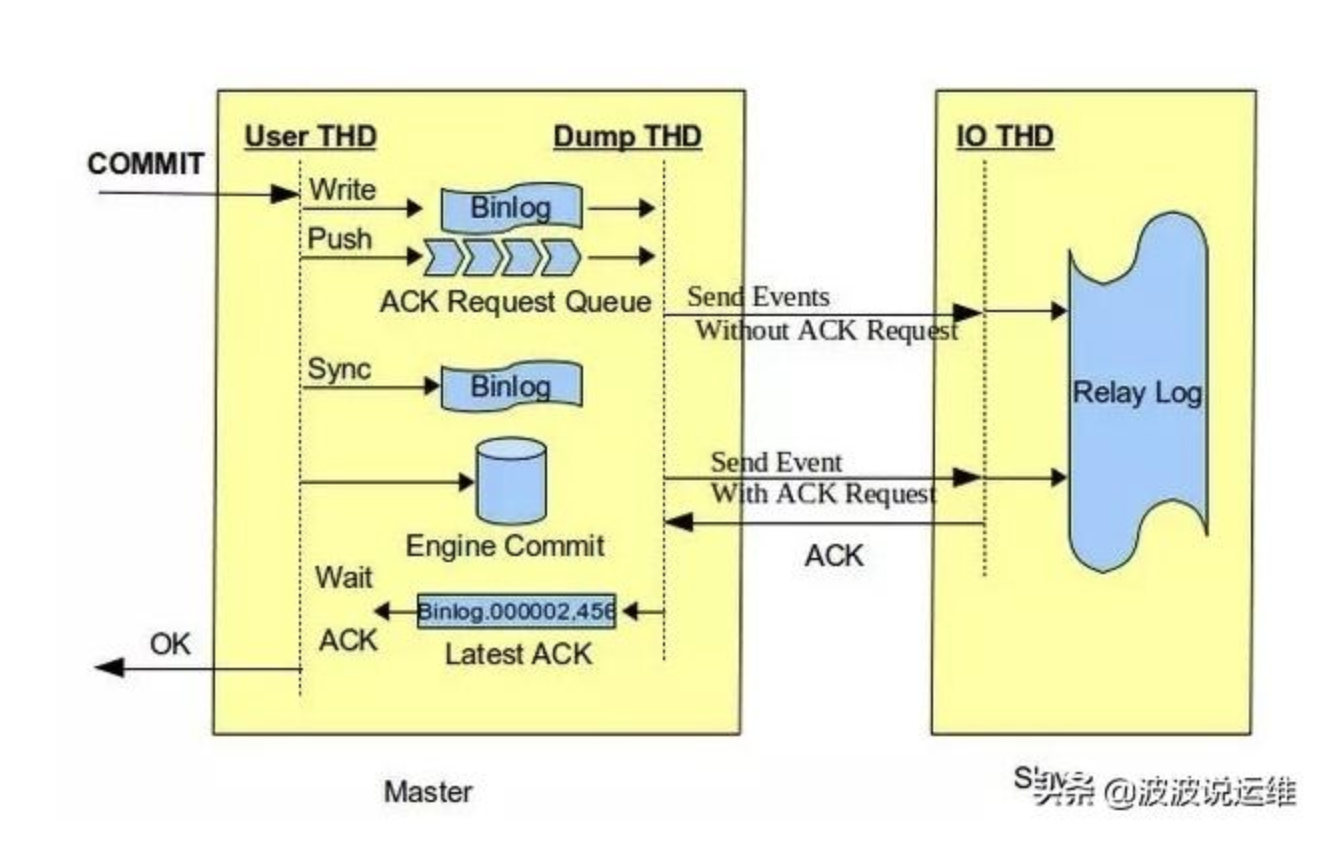 User THD
Dump THD
IO THD
COMMIT
Write
Binlog
Push
ACK Request Queue
Send Events
Without ACK Request
Sync
Binlog
Relay Log
Send Event
With ACK Request
Engine Commit
ACK
Wait
Binlog.000002,456
ACK
Latest ACK
OK
Master
头条 @波波说运维